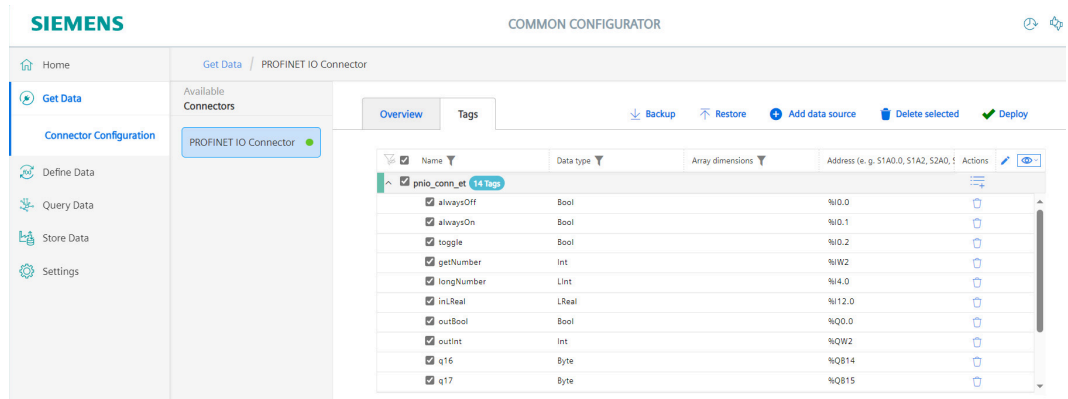 SIEMENS
COMMON CONFIGURATOR
Home
Get Data
Connector Configuration
Define Data
Query Data
Store Data
Settings
Get Data / PROFINET IO Connector
Available
Connectors
PROFINET IO Connector
Overview Tags
Backup Restore Add data source Delete selected Deploy
Name Data type Array dimensions Address (e. g. S1A0.0, S1A2, S2A0, S Actions
pnio_conn_et 14 Tags
alwaysOff Bool %I0.0
alwaysOn Bool %I0.1
toggle Bool %I0.2
getNumber Int %IW2
longNumber LInt %I4.0
inLReal LReal %I12.0
outBool Bool %Q0.0
outInt Int %QW2
q16 Byte %QB14
q17 Byte %QB15